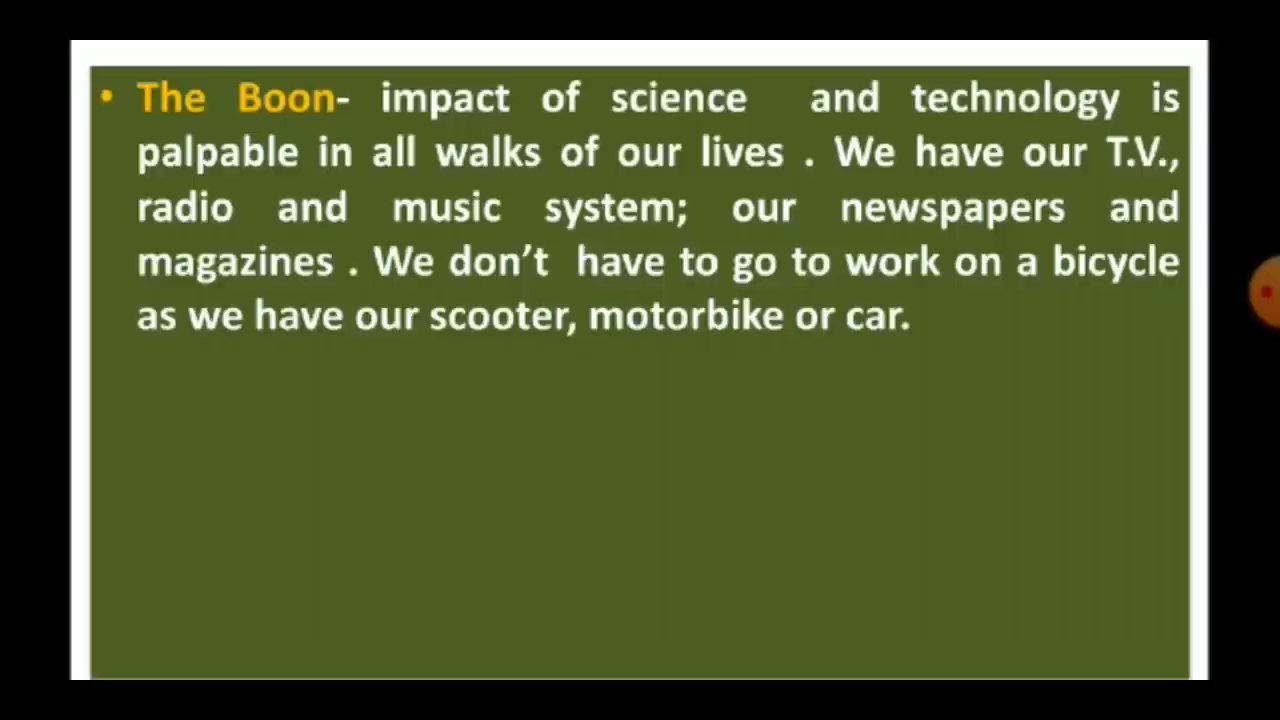 • The Boon- impact of science and technology is
palpable in all walks of our lives . We have our T.V.,
radio and music system; our newspapers and
magazines . We don’t have to go to work on a bicycle
as we have our scooter, motorbike or car.